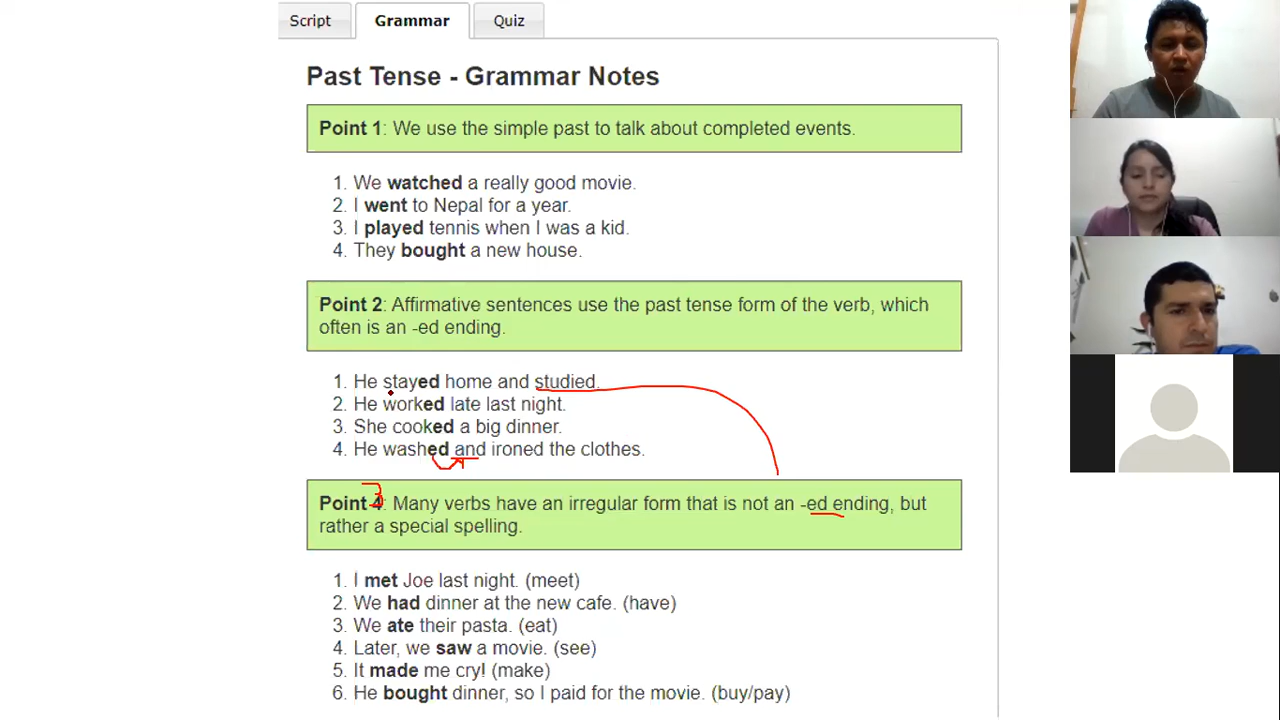 Script
Grammar
Quiz
Past Tense - Grammar Notes
Point 1: We use the simple past to talk about completed events.
1. We watched a really good movie.
2. I went to Nepal for a year.
3. I played tennis when I was a kid.
4. They bought a new house.
Point 2: Affirmative sentences use the past tense form of the verb, which
often is an -ed ending.
1. He stayed home and studied.
2. He worked late last night.
3. She cooked a big dinner.
4. He washed and ironed the clothes.
3
Point 4: Many verbs have an irregular form that is not an -ed ending, but
rather a special spelling.
1. I met Joe last night. (meet)
2. We had dinner at the new cafe. (have)
3. We ate their pasta. (eat)
4. Later, we saw a movie. (see)
5. It made me cry! (make)
6. He bought dinner, so I paid for the movie. (buy/pay)